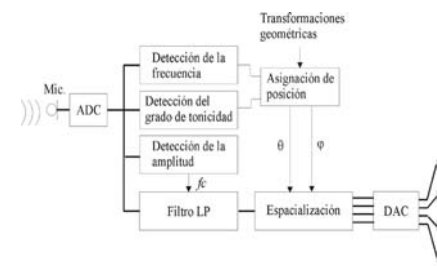 Transformaciones
geométricas
Detección de la
frecuencia
Asignación de
posición
Mic.
ADC
Detección del
grado de tonicidad
Detección de la
amplitud
θ
φ
fc
Filtro LP
Espacialización
DAC